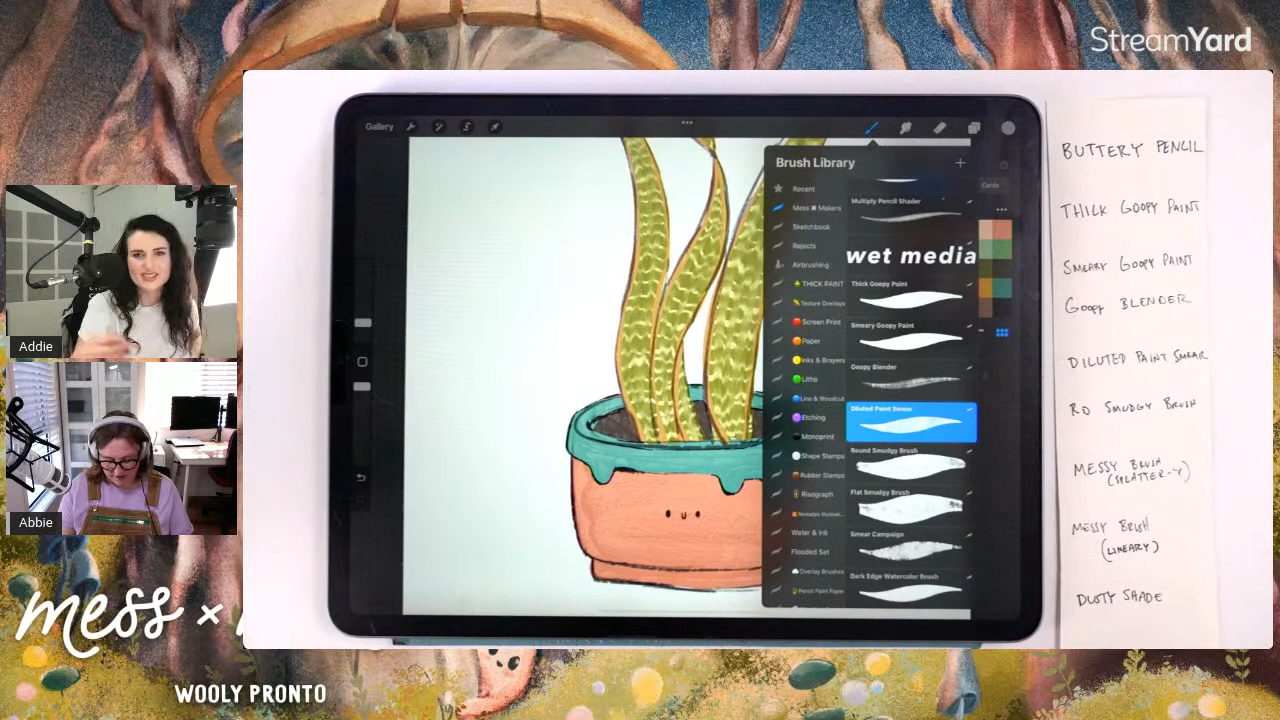 StreamYard
Gallery
Brush Library
Recent
Mess × Makers
Sketchbook
Rejects
Airbrushing
THICK PAINT
Texture Overlays
Screen Print
Paper
Inks & Brayers
Litho
Line & Woodcut
Etching
Monoprint
Shape Stamps
Rubber Stamps
Risograph
Water & Ink
Flooded Set
Overlay Brushes
Multiply Pencil Shader
wet media
Thick Goopy Paint
Smeary Goopy Paint
Goopy Blender
Diluted Paint Smear
Round Smudgy Brush
Flat Smudgy Brush
Smear Campaign
Dark Edge Watercolor Brush
Cards
BUTTERY PENCIL
THICK GOOPY PAINT
SMEARY GOOPY PAINT
GOOPY BLENDER
DILUTED PAINT SMEAR
RD SMUDGY BRUSH
MESSY BRUSH
(SPLATTER-Y)
MESSY BRUSH
(LINEARY)
DUSTY SHADE
Addie
Abbie
mess ×
WOOLY PRONTO